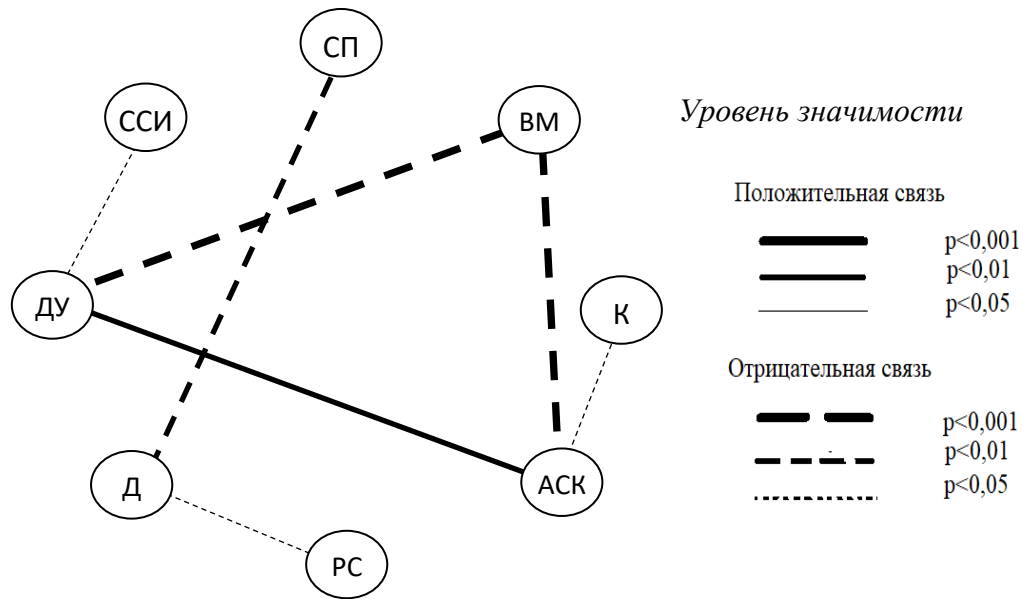 СП
ССИ
ВМ
ДУ
К
Д
АСК
РС
Уровень значимости
Положительная связь
p<0,001
p<0,01
p<0,05
Отрицательная связь
p<0,001
p<0,01
p<0,05